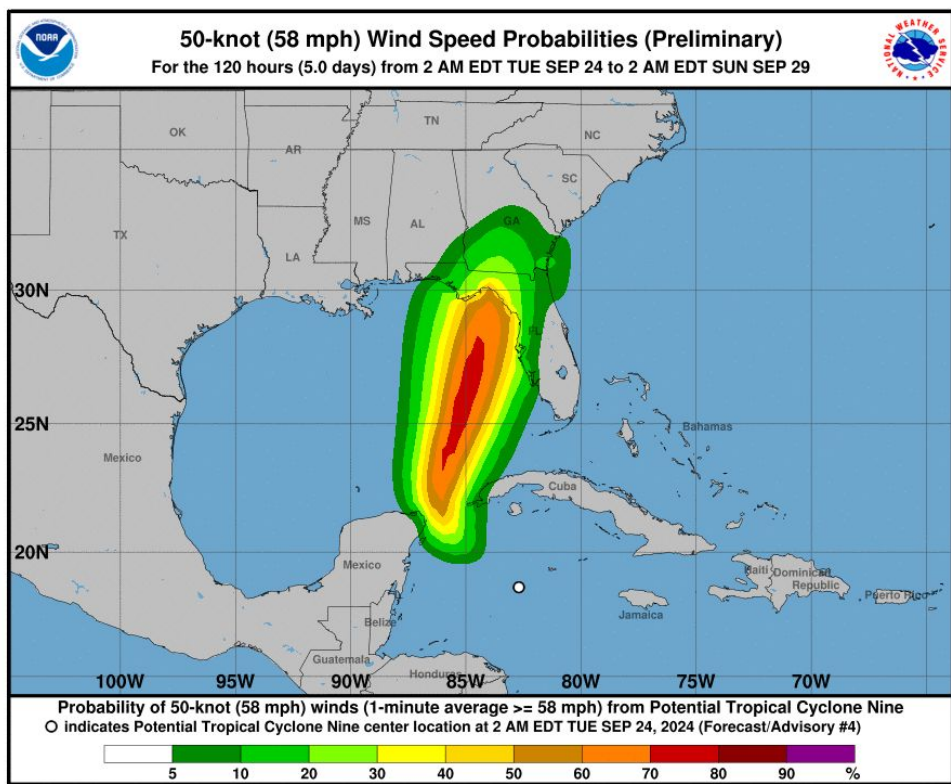 50-knot (58 mph) Wind Speed Probabilities (Preliminary)
For the 120 hours (5.0 days) from 2 AM EDT TUE SEP 24 to 2 AM EDT SUN SEP 29
NOAA
NATIONAL WEATHER SERVICE
TN
OK
NC
AR
SC
MS
AL
GA
TX
LA
30N
FL
25N
Bahamas
Mexico
Cuba
20N
Mexico
Haiti
Dominican
Republic
Puerto Rico
Jamaica
Belize
Guatemala
Honduras
100W 95W 90W 85W 80W 75W 70W
Probability of 50-knot (58 mph) winds (1-minute average >= 58 mph) from Potential Tropical Cyclone Nine
O indicates Potential Tropical Cyclone Nine center location at 2 AM EDT TUE SEP 24, 2024 (Forecast/Advisory #4)
5 10 20 30 40 50 60 70 80 90 %